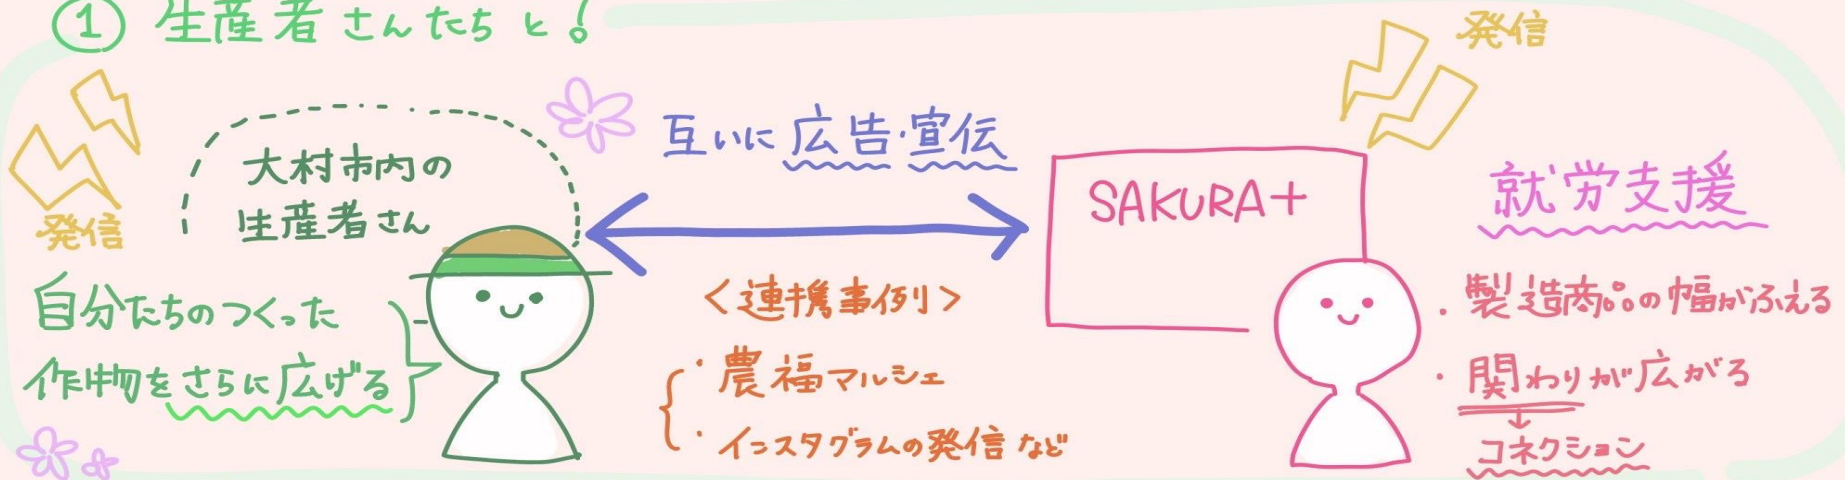 ① 生産者さんたちと!
発信
大村市内の
生産者さん
発信
自分たちのつくった
作物をさらに広げる
互いに広告・宣伝
<連携事例>
・農福マルシェ
・インスタグラムの発信など
SAKURA+
発信
就労支援
・製造商品の幅がふえる
・関わりが広がる
↓
コネクション